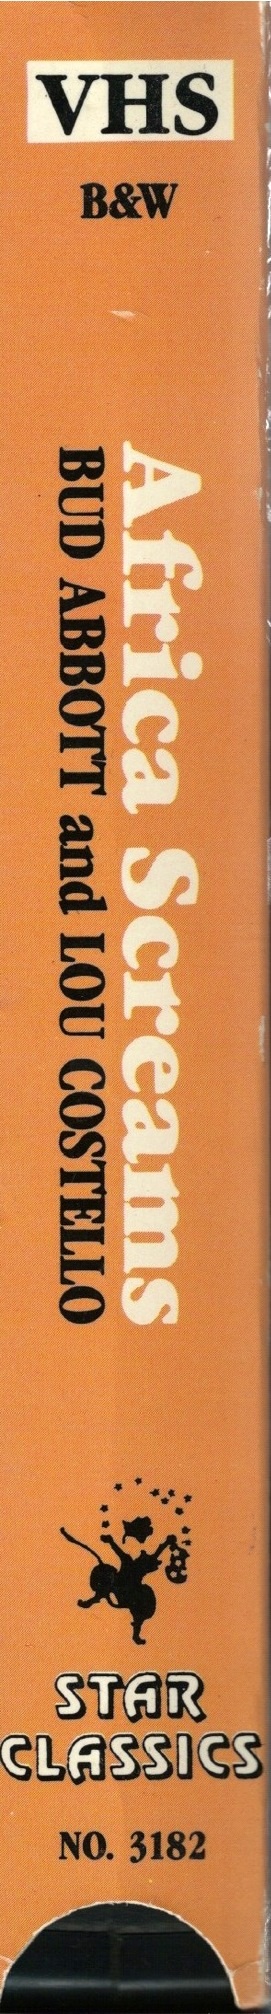 VHS
B&W
Africa Screams
BUD ABBOTT and LOU COSTELLO
STAR
CLASSICS
NO. 3182